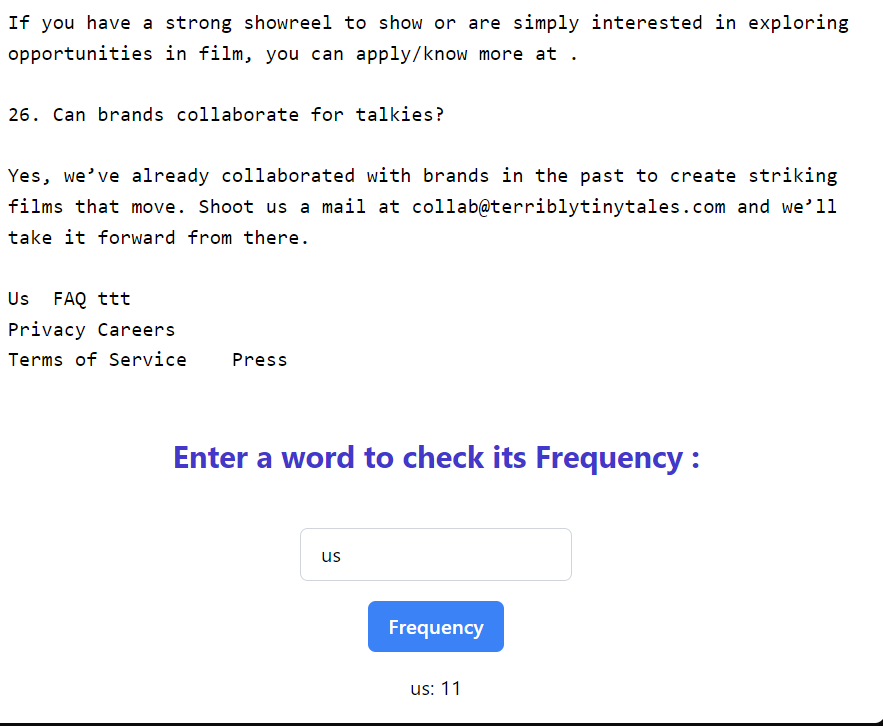 If you have a strong showreel to show or are simply interested in exploring
opportunities in film, you can apply/know more at .
26. Can brands collaborate for talkies?
Yes, we’ve already collaborated with brands in the past to create striking
films that move. Shoot us a mail at collab@terriblytinytales.com and we’ll
take it forward from there.
Us  FAQ ttt
Privacy Careers
Terms of Service    Press
Enter a word to check its Frequency :
us
Frequency
us: 11